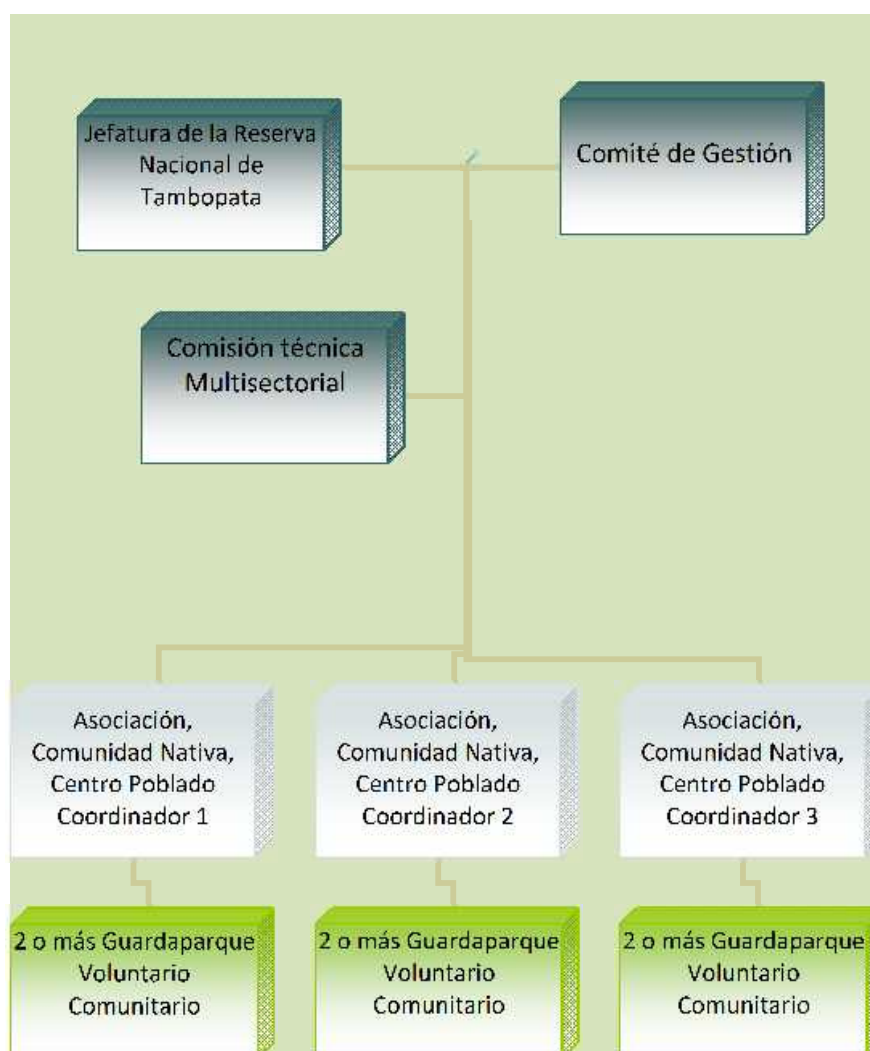 Jefatura de la Reserva
Nacional de
Tambopata
Comité de Gestión
Comisión técnica
Multisectorial
Asociación,
Comunidad Nativa,
Centro Poblado
Coordinador 1
Asociación,
Comunidad Nativa,
Centro Poblado
Coordinador 2
Asociación,
Comunidad Nativa,
Centro Poblado
Coordinador 3
2 o más Guardaparque
Voluntario
Comunitario
2 o más Guardaparque
Voluntario
Comunitario
2 o más Guardaparque
Voluntario
Comunitario